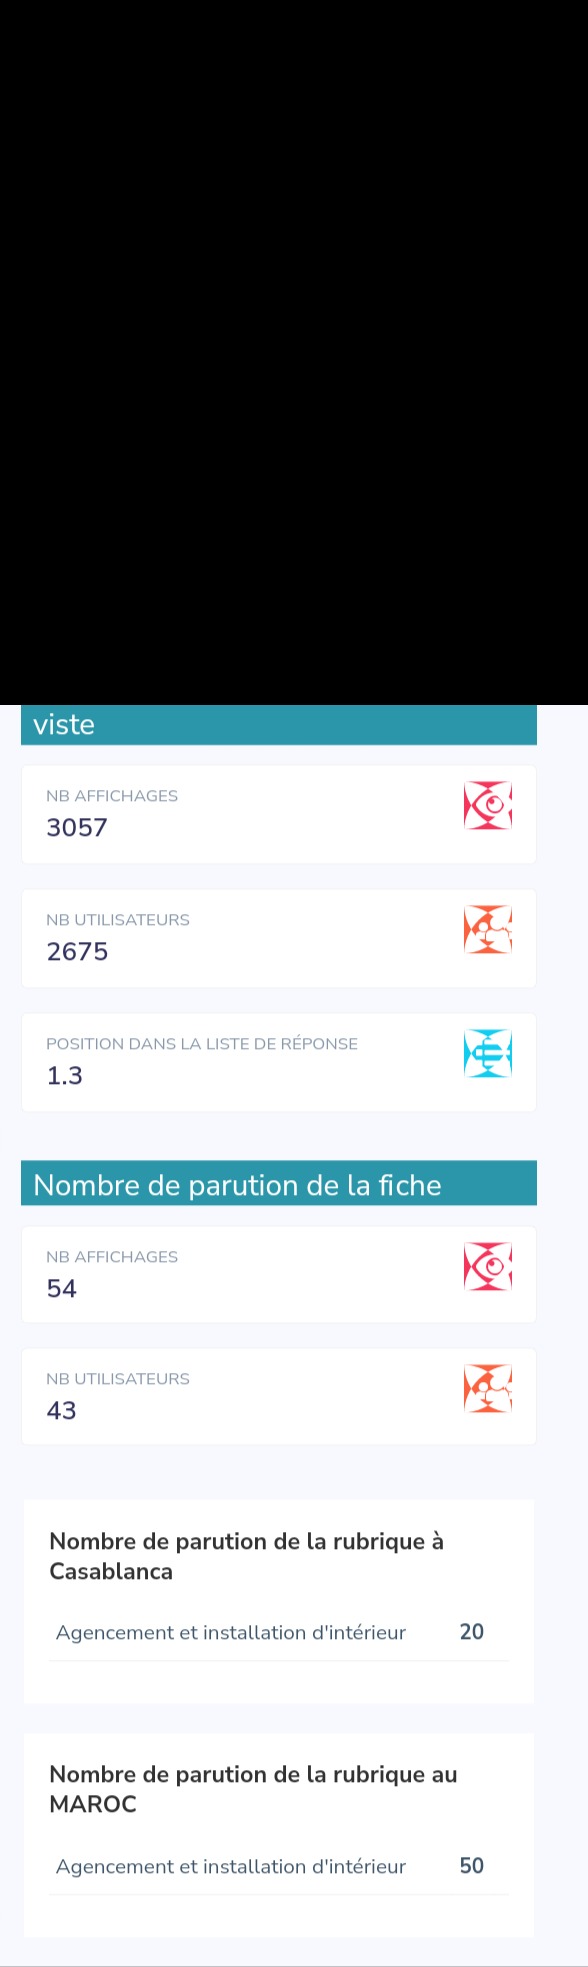 viste
NB AFFICHAGES
3057
NB UTILISATEURS
2675
POSITION DANS LA LISTE DE RÉPONSE
1.3
Nombre de parution de la fiche
NB AFFICHAGES
54
NB UTILISATEURS
43
Nombre de parution de la rubrique à
Casablanca
Agencement et installation d'intérieur 20
Nombre de parution de la rubrique au
MAROC
Agencement et installation d'intérieur 50